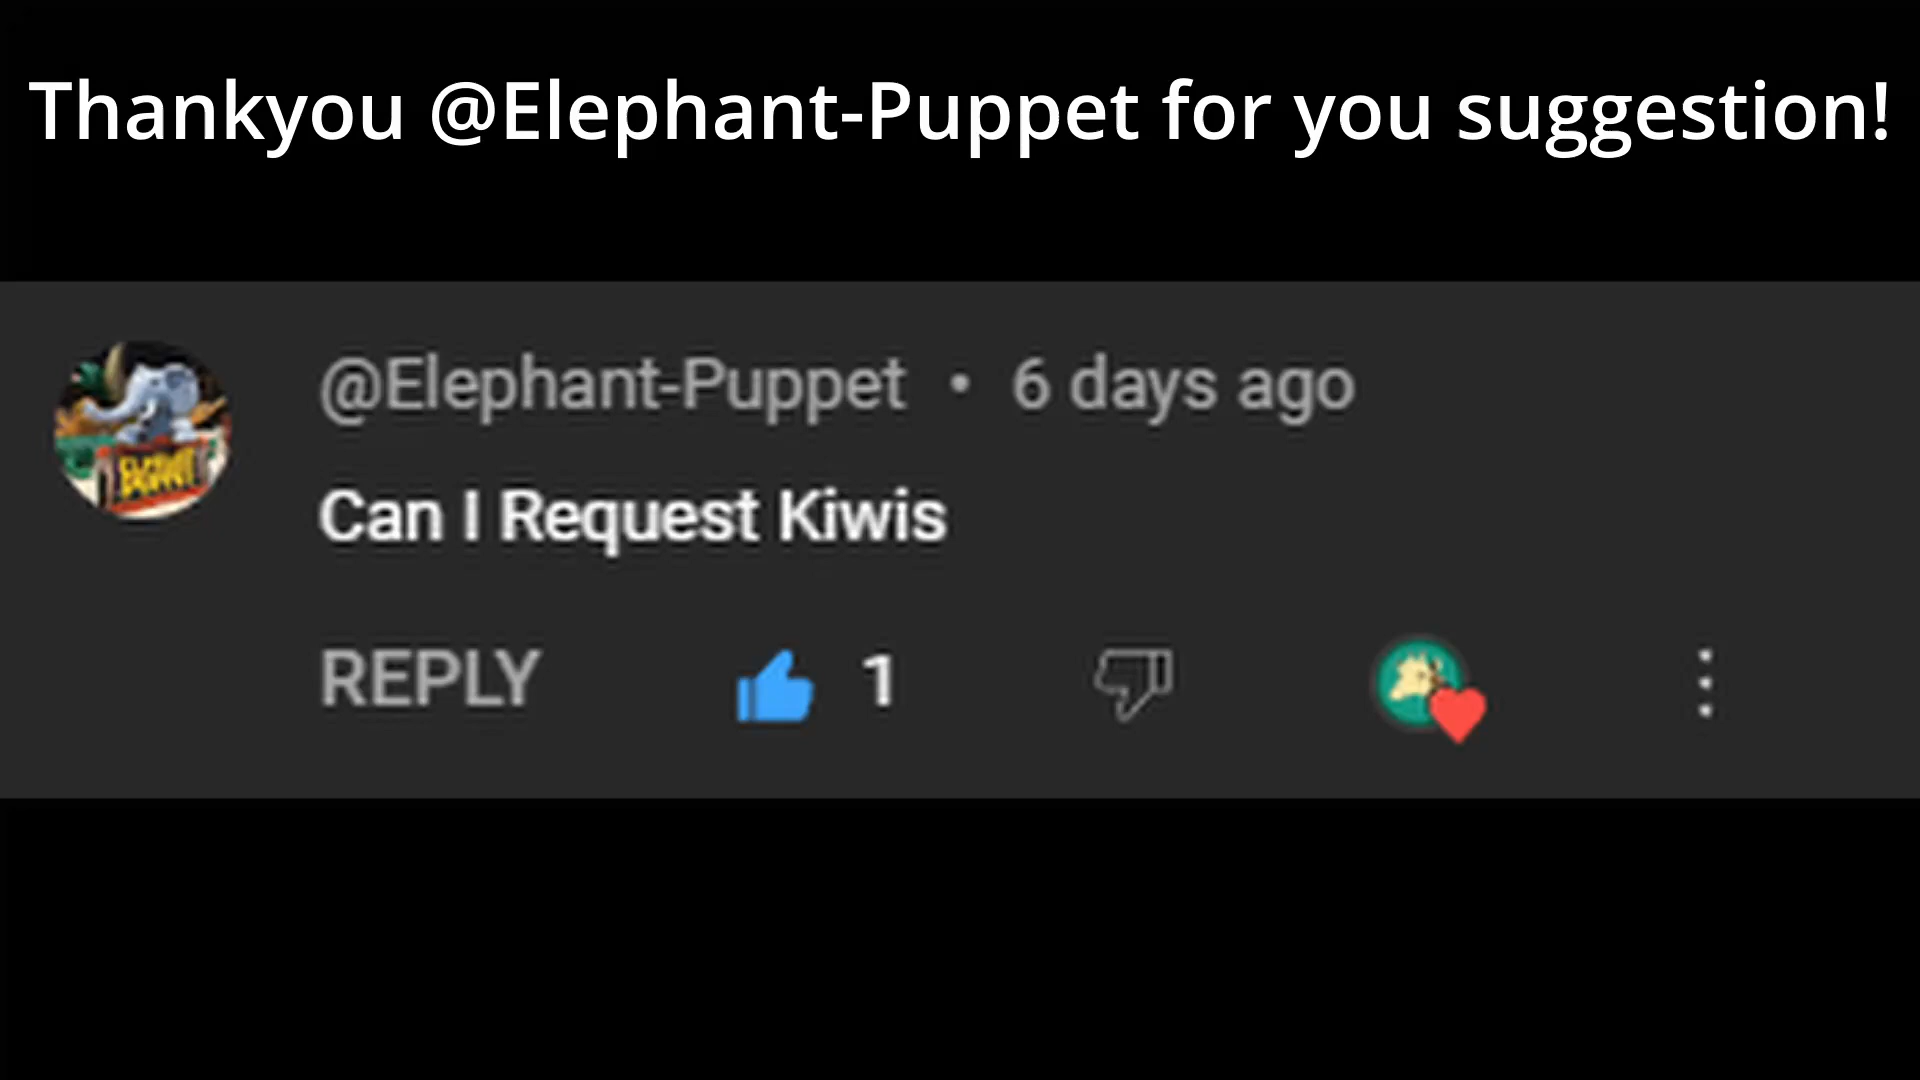 Thankyou @Elephant-Puppet for you suggestion!
@Elephant-Puppet • 6 days ago
Can I Request Kiwis
REPLY 1